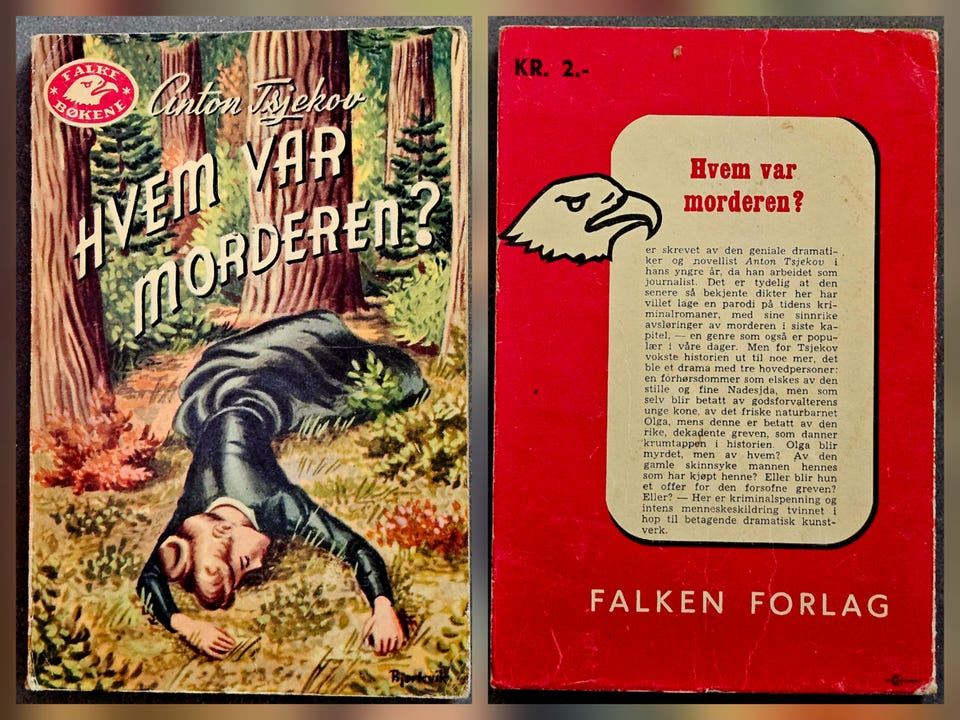 FALKE
BØKENE
Anton Tsjekov
HVEM VAR
MORDEREN?
Bjørkvik
KR. 2.-
Hvem var
morderen?
er skrevet av den geniale dramati-
ker og novellist Anton Tsjekov i
hans yngre år, da han arbeidet som
journalist. Det er tydelig at den
senere så bekjente dikter her har
villet lage en parodi på tidens kri-
minalromaner, med sine sinnrike
avsløringer av morderen i siste ka-
pitel, — en genre som også er popu-
lær i våre dager. Men for Tsjekov
vokste historien ut til noe mer, det
ble et drama med tre hovedpersoner:
en forhørsdommer som elskes av den
stille og fine Nadesjda, men som
selv blir betatt av godsforvalterens
unge kone, av det friske naturbarnet
Olga, mens denne er betatt av den
rike, dekadente greven, som danner
krumtappen i historien. Olga blir
myrdet, men av hvem? Av den
gamle skinnsyke mannen hennes
som har kjøpt henne? Eller blir hun
et offer for den forsofne greven?
Eller? — Her er kriminalspenning og
intens menneskeskildring tvinnet i
hop til betagende dramatisk kunst-
verk.
FALKEN FORLAG